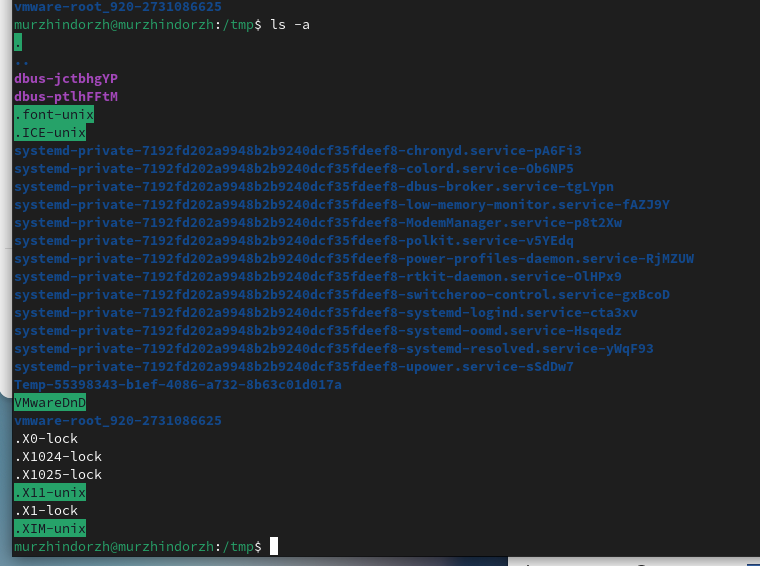 vmware-root_920-2731086625
murzhindorzh@murzhindorzh:/tmp$ ls -a
.
..
dbus-jctbhgYP
dbus-ptlhFFtM
.font-unix
.ICE-unix
systemd-private-7192fd202a9948b2b9240dcf35fdeef8-chronyd.service-pA6Fi3
systemd-private-7192fd202a9948b2b9240dcf35fdeef8-colord.service-Ob6NP5
systemd-private-7192fd202a9948b2b9240dcf35fdeef8-dbus-broker.service-tgLYpn
systemd-private-7192fd202a9948b2b9240dcf35fdeef8-low-memory-monitor.service-fAZJ9Y
systemd-private-7192fd202a9948b2b9240dcf35fdeef8-ModemManager.service-p8t2Xw
systemd-private-7192fd202a9948b2b9240dcf35fdeef8-polkit.service-v5YEdq
systemd-private-7192fd202a9948b2b9240dcf35fdeef8-power-profiles-daemon.service-RjMZUW
systemd-private-7192fd202a9948b2b9240dcf35fdeef8-rtkit-daemon.service-OlHPx9
systemd-private-7192fd202a9948b2b9240dcf35fdeef8-switcheroo-control.service-gxBcoD
systemd-private-7192fd202a9948b2b9240dcf35fdeef8-systemd-logind.service-cta3xv
systemd-private-7192fd202a9948b2b9240dcf35fdeef8-systemd-oomd.service-Hsqedz
systemd-private-7192fd202a9948b2b9240dcf35fdeef8-systemd-resolved.service-yWqF93
systemd-private-7192fd202a9948b2b9240dcf35fdeef8-upower.service-sSdDw7
Temp-55398343-b1ef-4086-a732-8b63c01d017a
VMwareDnD
vmware-root_920-2731086625
.X0-lock
.X1024-lock
.X1025-lock
.X11-unix
.X1-lock
.XIM-unix
murzhindorzh@murzhindorzh:/tmp$